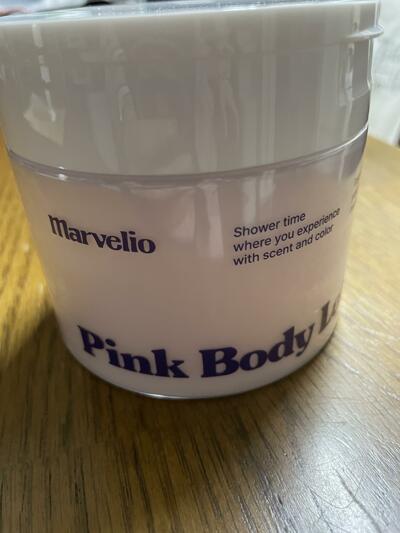 Marvelio
Shower time
where you experience
with scent and color
Pink Body